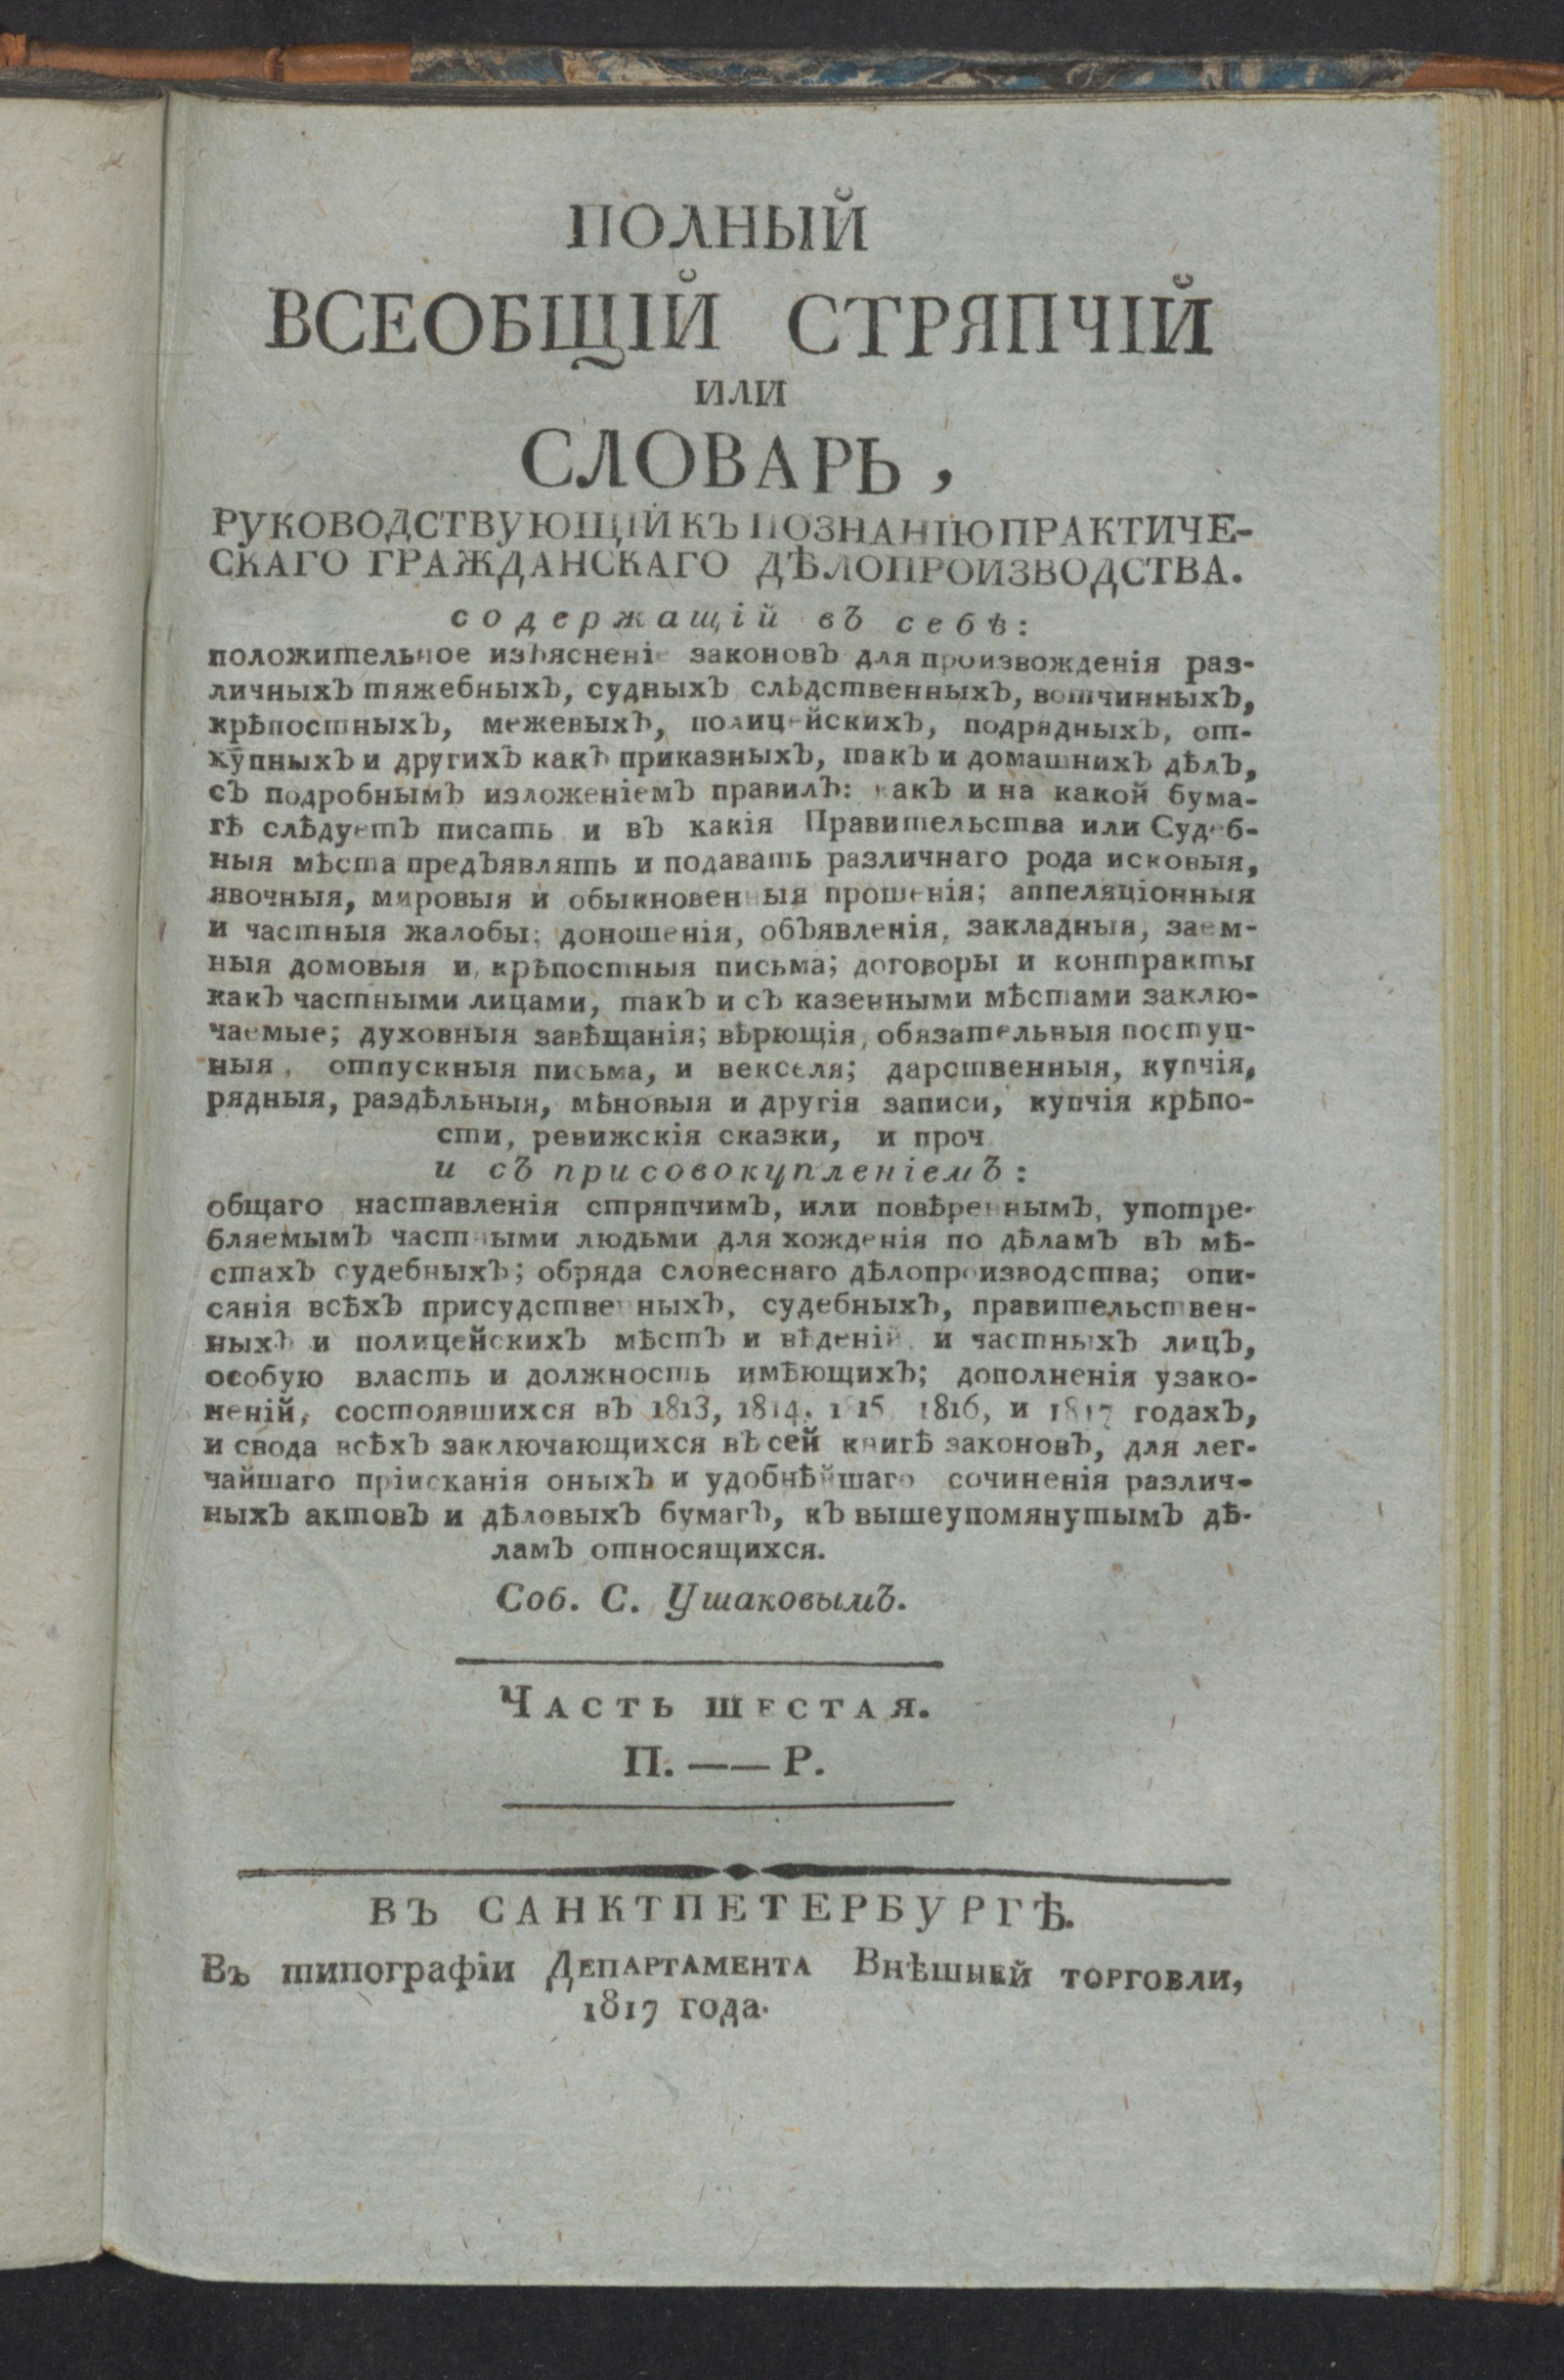 ПОЛНЫЙ
ВСЕОБЩІЙ СТРЯПЧІЙ
ИЛИ
СЛОВАРЬ,
РУКОВОДСТВУЮЩІЙ КЪ ПОЗНАНІЮ ПРАКТИЧЕ-
СКАГО ГРАЖДАНСКАГО ДѢЛОПРОИЗВОДСТВА.
содержащій въ себѣ:
положительное изъясненіе законовъ для произвожденія раз-
личныхъ тяжебныхъ, судныхъ слѣдственныхъ, вотчинныхъ,
крѣпостныхъ, межевыхъ, полицейскихъ, подрядныхъ, от-
купныхъ и другихъ какъ приказныхъ, такъ и домашнихъ дѣлъ,
съ подробнымъ изложеніемъ правилъ: какъ и на какой бума-
гѣ слѣдуетъ писать и въ какія Правительства или Судеб-
ныя мѣста предъявлять и подавать различнаго рода исковыя,
явочныя, мировыя и обыкновенныя прошенія; аппеляціонныя
и частныя жалобы; доношенія, объявленія, закладныя, заем-
ныя домовыя и крѣпостныя письма; договоры и контракты
какъ частными лицами, такъ и съ казенными мѣстами заклю-
чаемые; духовныя завѣщанія; вѣрющія, обязательныя поступ-
ныя, отпускныя письма, и векселя; дарственныя, купчія,
рядныя, раздѣльныя, мѣновыя и другія записи, купчія крѣпо-
сти, ревижскія сказки, и проч
и съ присовокупленіемъ:
общаго наставленія стряпчимъ, или повѣреннымъ, употре-
бляемымъ частными людьми для хожденія по дѣламъ въ мѣ-
стахъ судебныхъ; обряда словеснаго дѣлопроизводства; опи-
санія всѣхъ присудственныхъ, судебныхъ, правительствен-
ныхъ и полицейскихъ мѣстъ и вѣденій и частныхъ лицъ,
особую власть и должность имѣющихъ; дополненія узако-
неній, состоявшихся въ 1813, 1814, 1815 1816, и 1817 годахъ,
и свода всѣхъ заключающихся въ сей книгѣ законовъ, для лег-
чайшаго пріисканія оныхъ и удобнѣйшаго сочиненія различ-
ныхъ актовъ и дѣловыхъ бумагъ, къ вышеупомянутымъ дѣ-
ламъ относящихся.
Соб. С. Ушаковымъ.
ЧАСТЬ ШЕСТАЯ.
П. —— Р.
ВЪ САНКТПЕТЕРБУРГѢ.
Въ типографіи ДЕПАРТАМЕНТА ВНѢШНЕЙ ТОРГОВЛИ,
1817 года.